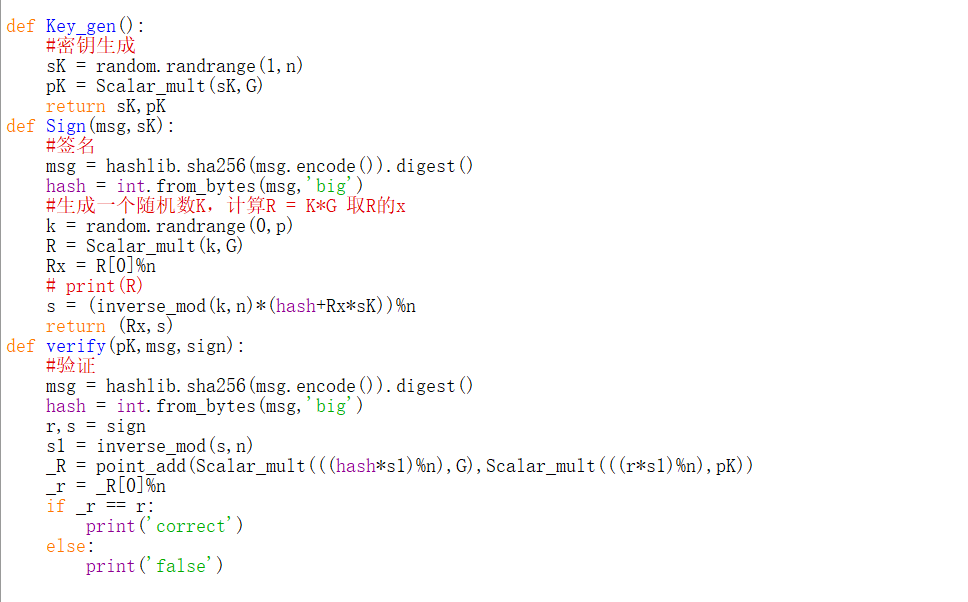 def Key_gen():
    #密钥生成
    sK = random.randrange(1,n)
    pK = Scalar_mult(sK,G)
    return sK,pK
def Sign(msg,sK):
    #签名
    msg = hashlib.sha256(msg.encode()).digest()
    hash = int.from_bytes(msg,'big')
    #生成一个随机数K，计算R = K*G 取R的x
    k = random.randrange(0,p)
    R = Scalar_mult(k,G)
    Rx = R[0]%n
    # print(R)
    s = (inverse_mod(k,n)*(hash+Rx*sK))%n
    return (Rx,s)
def verify(pK,msg,sign):
    #验证
    msg = hashlib.sha256(msg.encode()).digest()
    hash = int.from_bytes(msg,'big')
    r,s = sign
    s1 = inverse_mod(s,n)
    _R = point_add(Scalar_mult(((hash*s1)%n),G),Scalar_mult(((r*s1)%n),pK))
    _r = _R[0]%n
    if _r == r:
        print('correct')
    else:
        print('false')